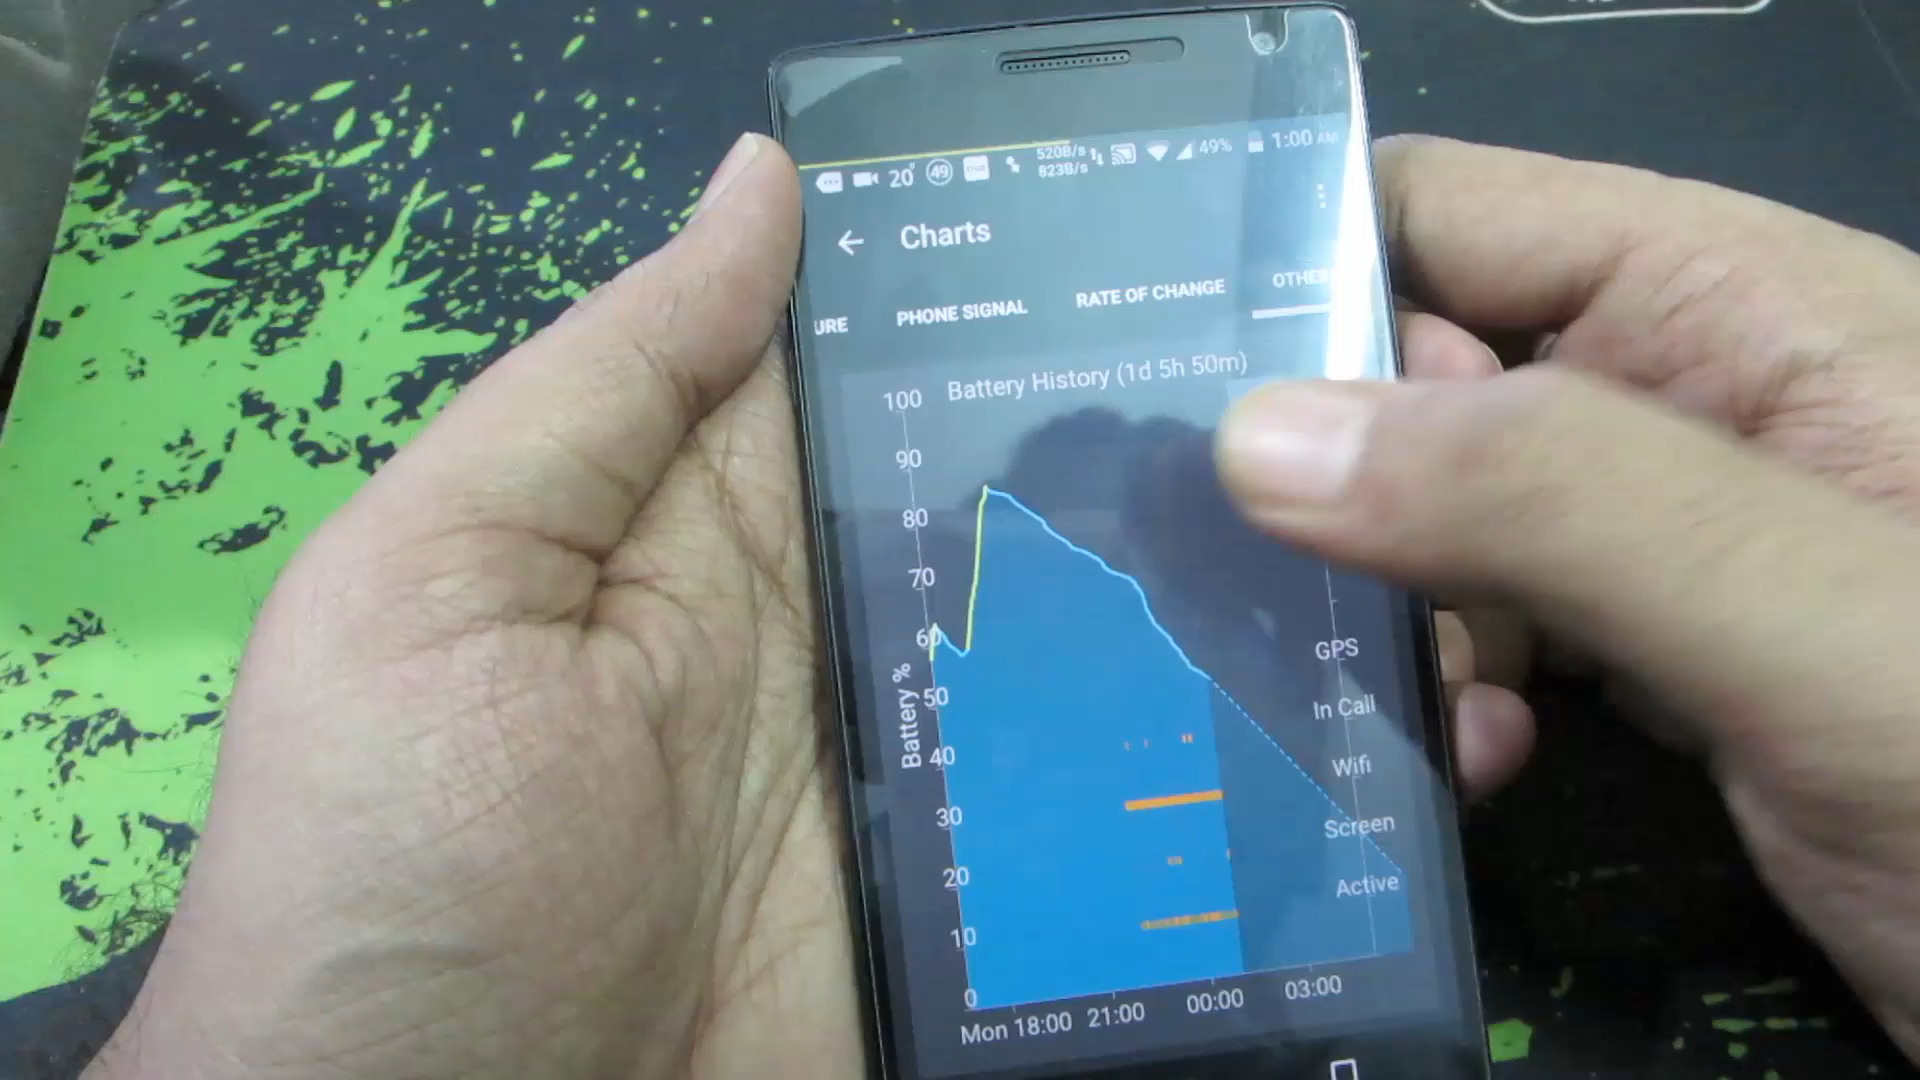 20° 49 520B/s 823B/s 49% 1:00 AM
Charts
URE PHONE SIGNAL RATE OF CHANGE OTHER
Battery History (1d 5h 50m)
100
90
80
70
60
50
40
30
20
10
0
Battery %
GPS
In Call
Wifi
Screen
Active
Mon 18:00 21:00 00:00 03:00